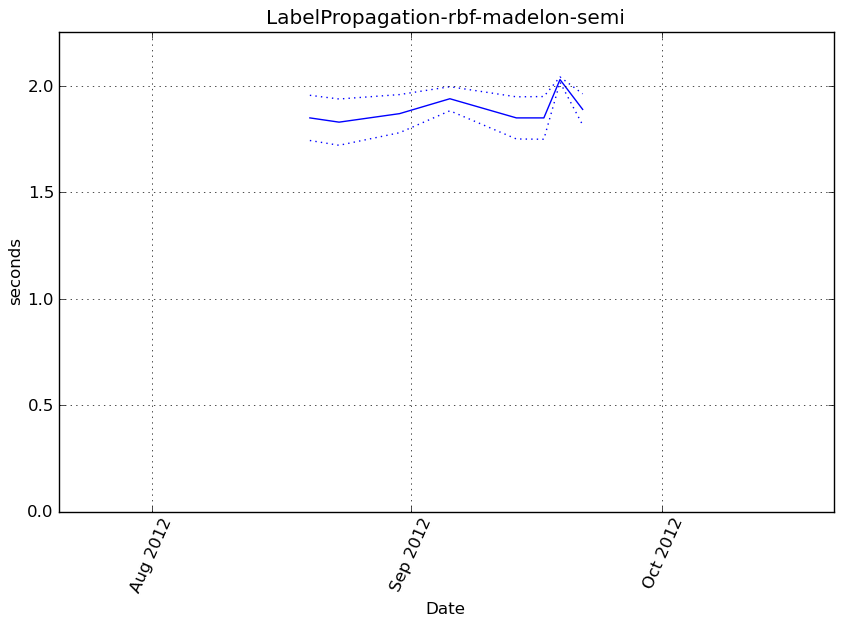 LabelPropagation-rbf-madelon-semi
2.0
1.5
1.0
0.5
0.0
seconds
Aug 2012
Sep 2012
Oct 2012
Date